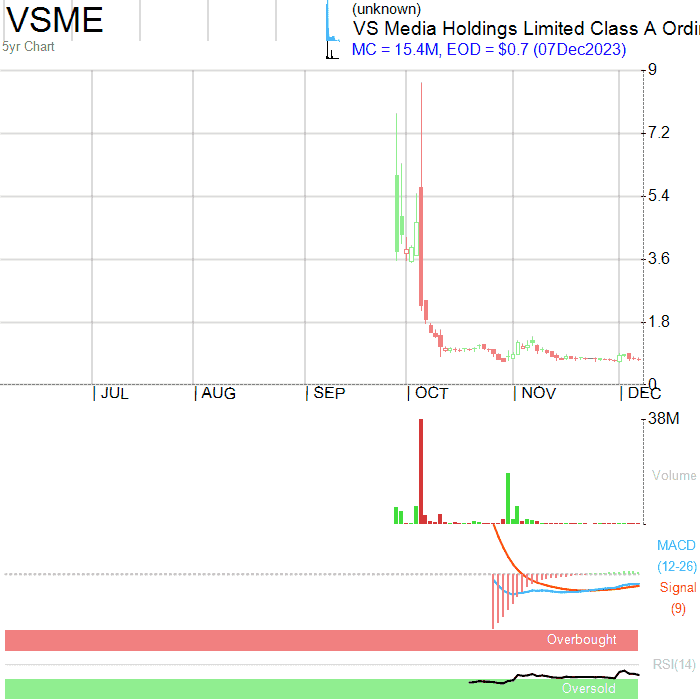 VSME
5yr Chart
(unknown)
VS Media Holdings Limited Class A Ordi
MC = 15.4M, EOD = $0.7 (07Dec2023)
9
7.2
5.4
3.6
1.8
0
JUL AUG SEP OCT NOV DEC
38M
Volume
MACD
(12-26)
Signal
(9)
Overbought
RSI(14)
Oversold